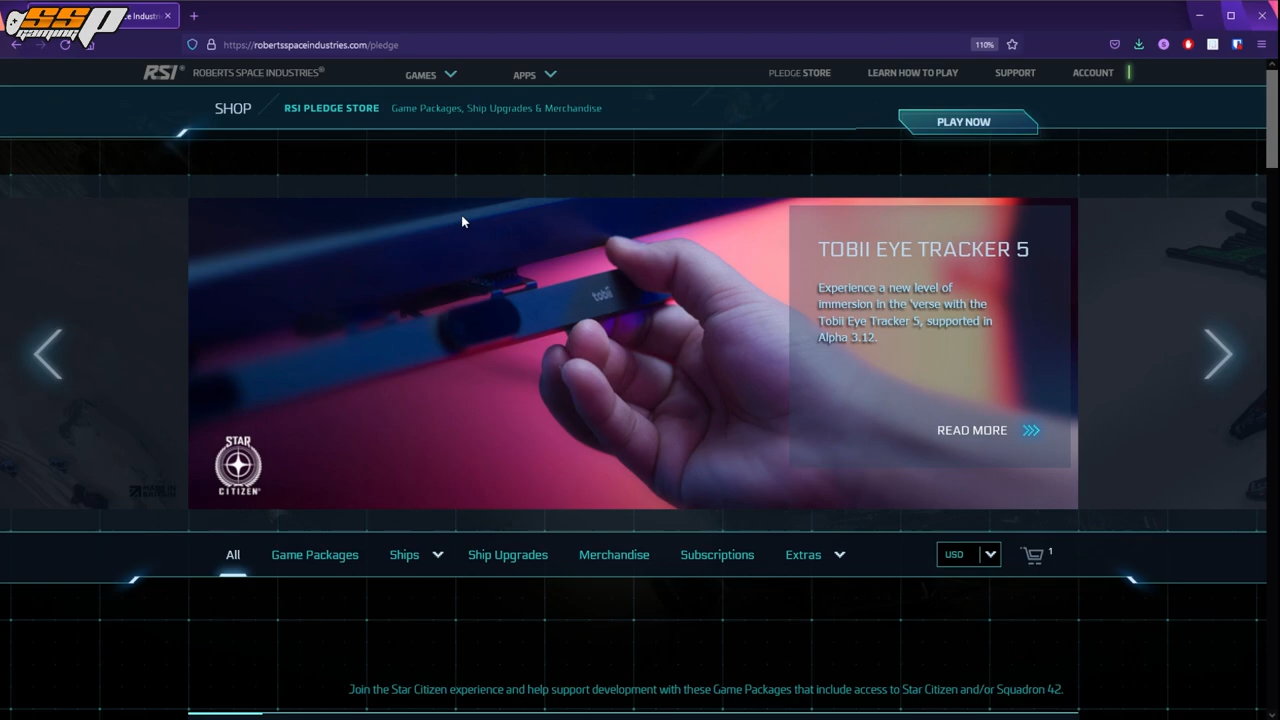 SSP
GAMING
e Industri
https://robertsspaceindustries.com/pledge
110%
RSI® ROBERTS SPACE INDUSTRIES®
GAMES
APPS
PLEDGE STORE
LEARN HOW TO PLAY
SUPPORT
ACCOUNT
SHOP
RSI PLEDGE STORE
Game Packages, Ship Upgrades & Merchandise
PLAY NOW
tobii
TOBII EYE TRACKER 5
Experience a new level of
immersion in the 'verse with the
Tobii Eye Tracker 5, supported in
Alpha 3.12.
READ MORE
STAR
CITIZEN®
All
Game Packages
Ships
Ship Upgrades
Merchandise
Subscriptions
Extras
USD
1
Join the Star Citizen experience and help support development with these Game Packages that include access to Star Citizen and/or Squadron 42.